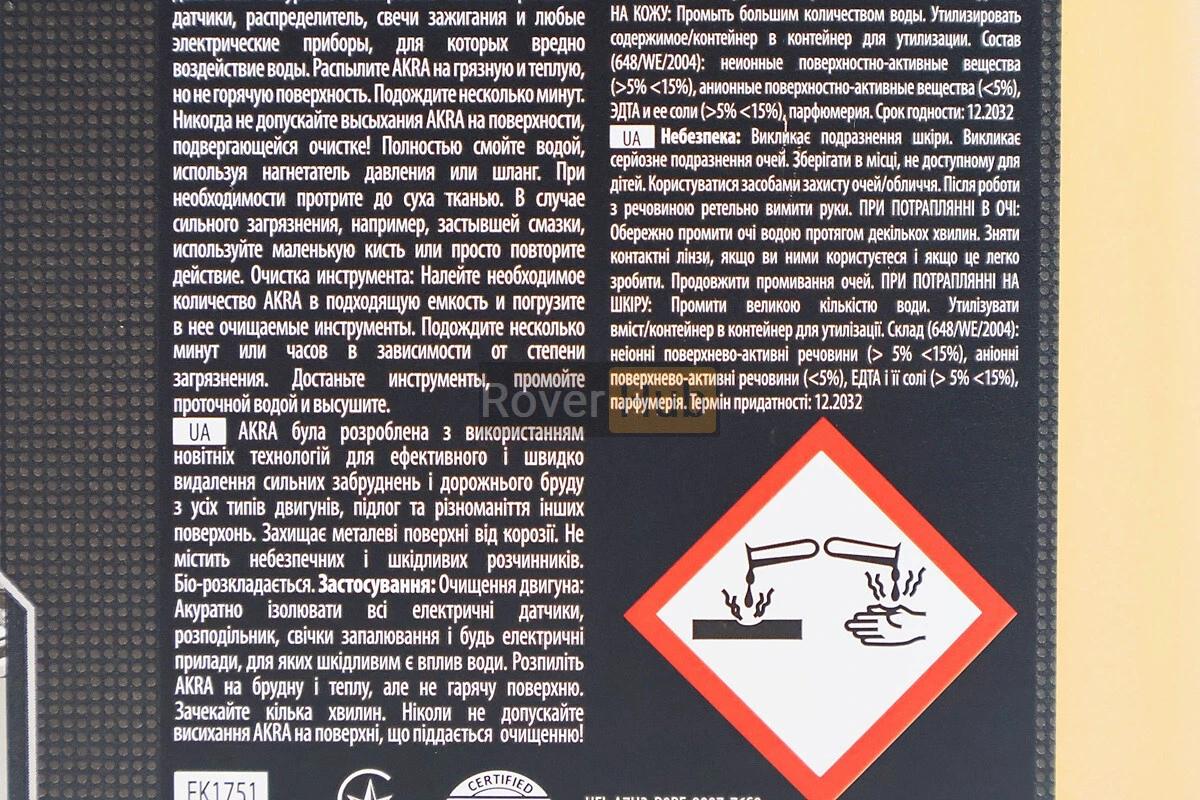 датчики, распределитель, свечи зажигания и любые
электрические приборы, для которых вредно
воздействие воды. Распылите AKRA на грязную и теплую,
но не горячую поверхность. Подождите несколько минут.
Никогда не допускайте высыхания AKRA на поверхности,
подвергающейся очистке! Полностью смойте водой,
используя нагнетатель давления или шланг. При
необходимости протрите до суха тканью. В случае
сильного загрязнения, например, застывшей смазки,
используйте маленькую кисть или просто повторите
действие. Очистка инструмента: Налейте необходимое
количество AKRA в подходящую емкость и погрузите
в нее очищаемые инструменты. Подождите несколько
минут или часов в зависимости от степени
загрязнения. Достаньте инструменты, промойте
проточной водой и высушите.
UA AKRA була розроблена з використанням
новітніх технологій для ефективного і швидко
видалення сильних забруднень і дорожнього бруду
з усіх типів двигунів, підлог та різноманіття інших
поверхонь. Захищає металеві поверхні від корозії. Не
містить небезпечних і шкідливих розчинників.
Біо-розкладається. Застосування: Очищення двигуна:
Акуратно ізолювати всі електричні датчики,
розподільник, свічки запалювання і будь електричні
прилади, для яких шкідливим є вплив води. Розпиліть
AKRA на брудну і теплу, але не гарячу поверхню.
Зачекайте кілька хвилин. Ніколи не допускайте
висихання AKRA на поверхні, що піддається очищенню!
EK1751
CERTIFIED
НА КОЖУ: Промыть большим количеством воды. Утилизировать
содержимое/контейнер в контейнер для утилизации. Состав
(648/WE/2004): неионные поверхностно-активные вещества
(>5% <15%), анионные поверхностно-активные вещества (<5%),
ЭДТА и ее соли (>5% <15%), парфюмерия. Срок годности: 12.2032
UA Небезпека: Викликає подразнення шкіри. Викликає
серйозне подразнення очей. Зберігати в місці, не доступному для
дітей. Користуватися засобами захисту очей/обличчя. Після роботи
з речовиною ретельно вимити руки. ПРИ ПОТРАПЛЯННІ В ОЧІ:
Обережно промити очі водою протягом декількох хвилин. Зняти
контактні лінзи, якщо ви ними користуєтеся і якщо це легко
зробити. Продовжити промивання очей. ПРИ ПОТРАПЛЯННІ НА
ШКІРУ: Промити великою кількістю води. Утилізувати
вміст/контейнер в контейнер для утилізації. Склад (648/WE/2004):
неіонні поверхнево-активні речовини (> 5% <15%), аніонні
поверхнево-активні речовини (<5%), ЕДТА і її солі (> 5% <15%),
парфумерія. Термін придатності: 12.2032
Rover Hub